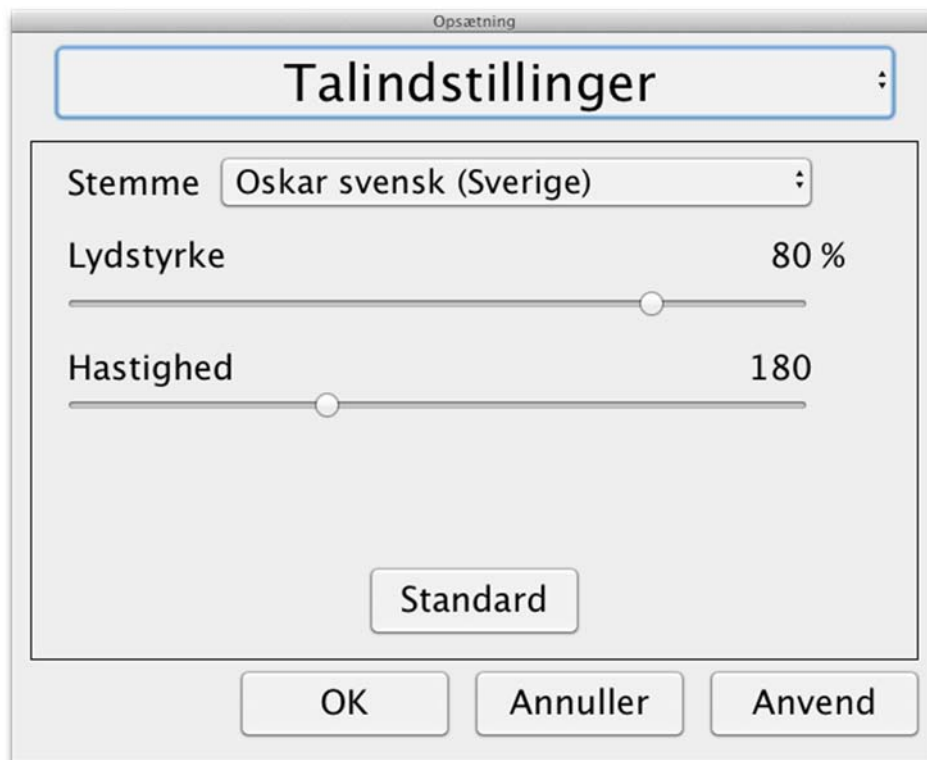 Opsætning
Talindstillinger
Stemme Oskar svensk (Sverige)
Lydstyrke 80 %
Hastighed 180
Standard
OK Annuller Anvend